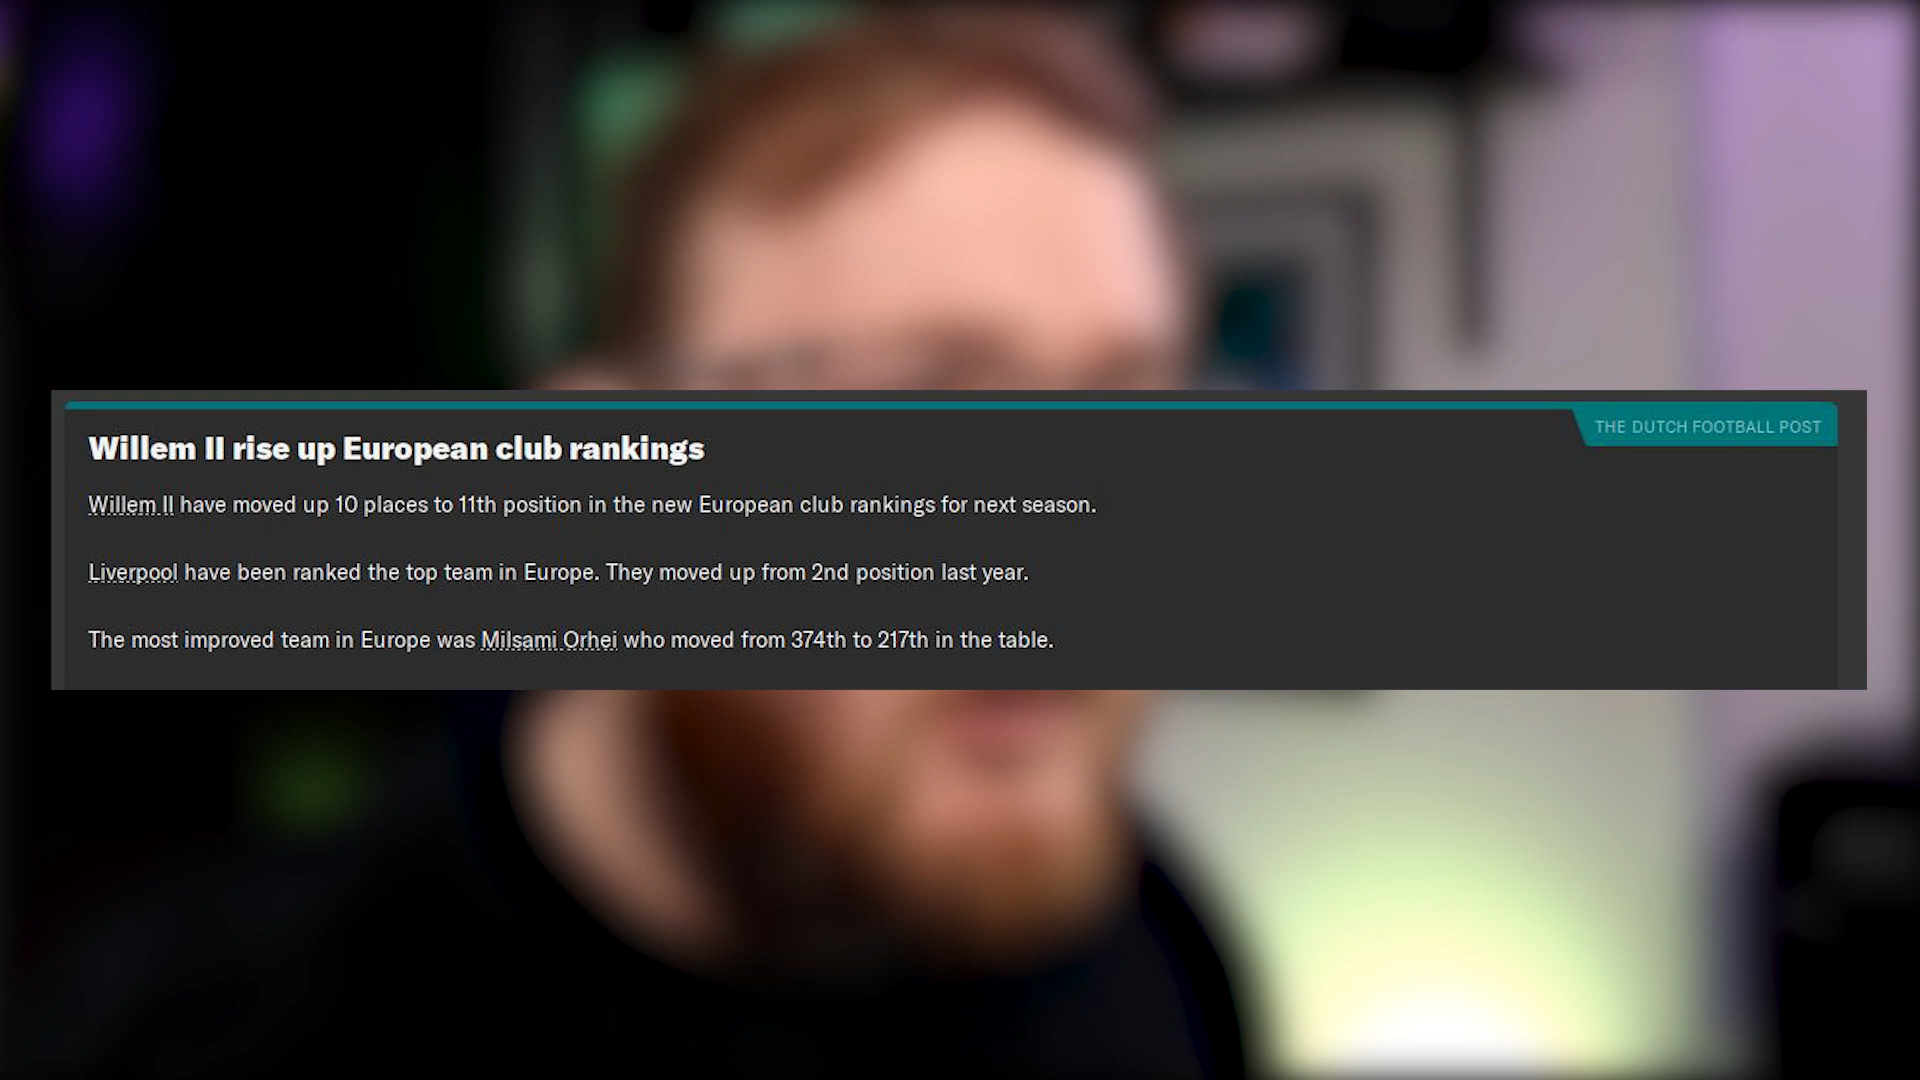 THE DUTCH FOOTBALL POST
Willem II rise up European club rankings
Willem II have moved up 10 places to 11th position in the new European club rankings for next season.
Liverpool have been ranked the top team in Europe. They moved up from 2nd position last year.
The most improved team in Europe was Milsami Orhei who moved from 374th to 217th in the table.